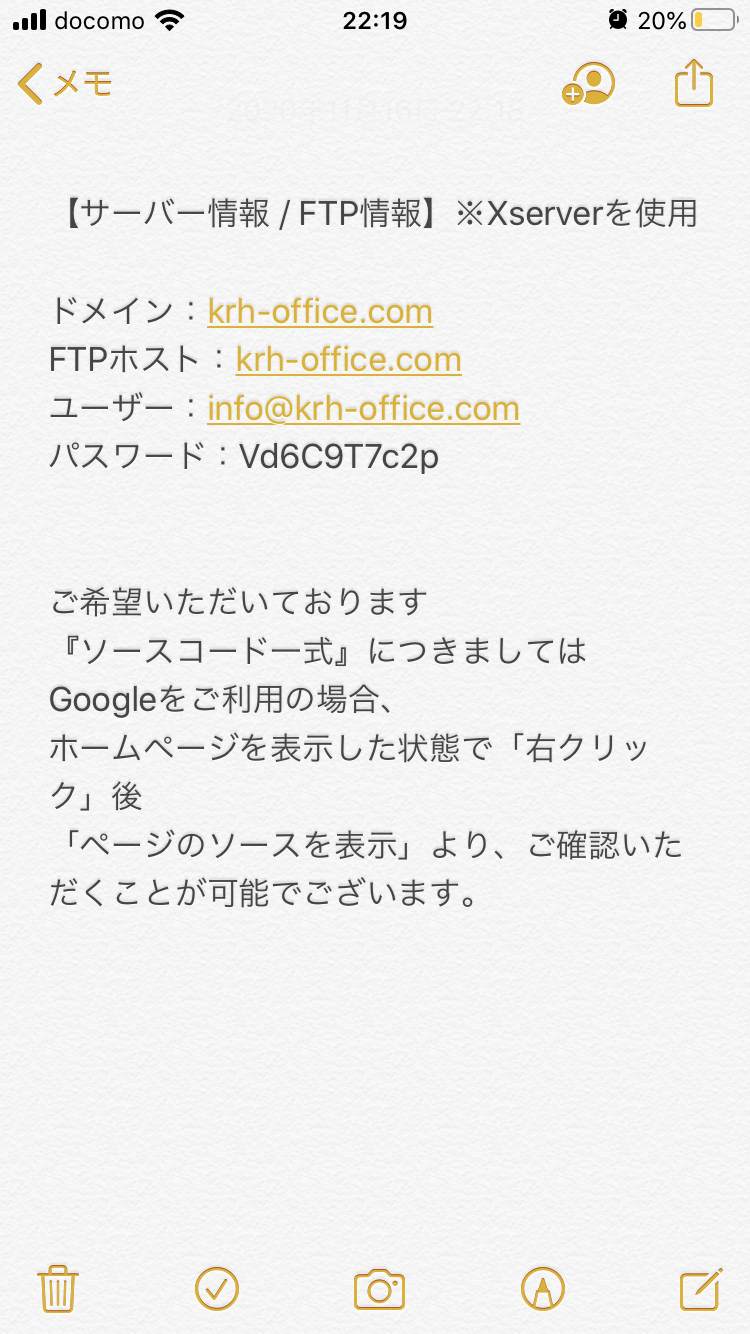 docomo 22:19 20%
メモ
【サーバー情報 / FTP情報】※Xserverを使用
ドメイン：krh-office.com
FTPホスト：krh-office.com
ユーザー：info@krh-office.com
パスワード：Vd6C9T7c2p
ご希望いただいております
『ソースコード一式』につきましては
Googleをご利用の場合、
ホームページを表示した状態で「右クリッ
ク」後
「ページのソースを表示」より、ご確認いた
だくことが可能でございます。